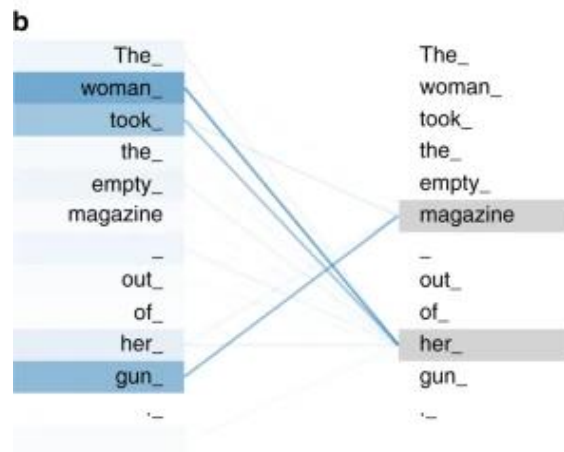 b
The_ The_
woman_ woman_
took_ took_
the_ the_
empty_ empty_
magazine magazine
_ _
out_ out_
of_ of_
her_ her_
gun_ gun_
._ ._